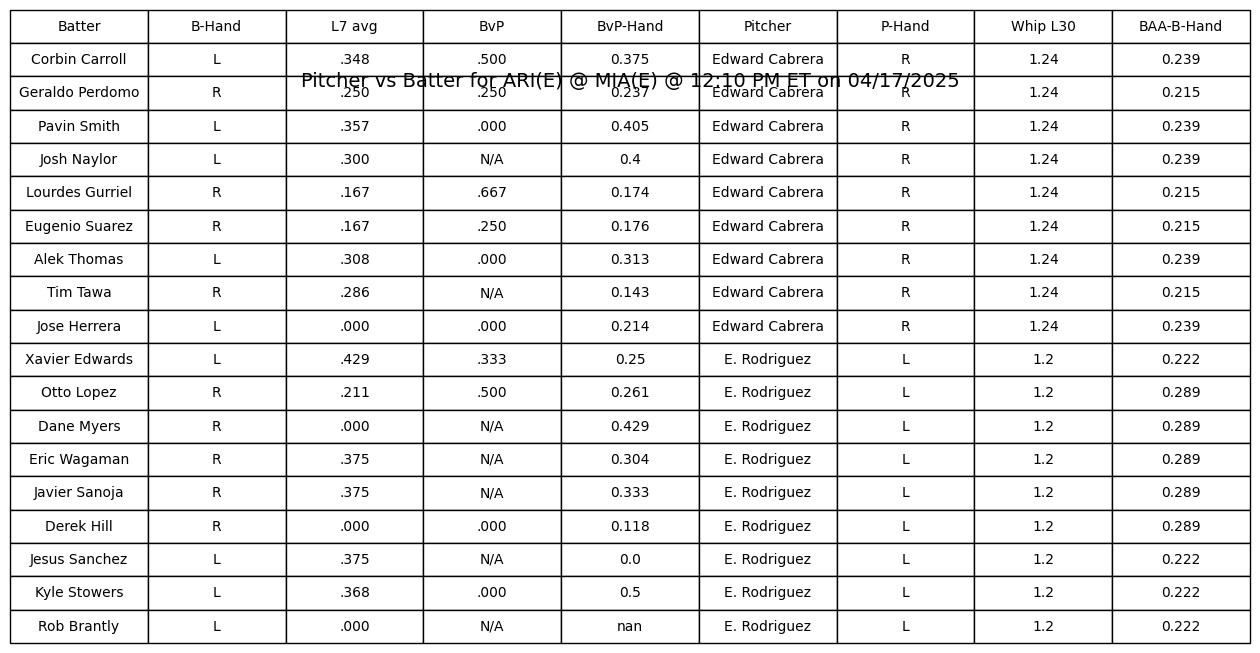 Batter B-Hand L7 avg BvP BvP-Hand Pitcher P-Hand Whip L30 BAA-B-Hand
Corbin Carroll L .348 .500 0.375 Edward Cabrera R 1.24 0.239
Pitcher vs Batter for ARI(E) @ MIA(E) @ 12:10 PM ET on 04/17/2025
Geraldo Perdomo R .250 .250 0.237 Edward Cabrera R 1.24 0.215
Pavin Smith L .357 .000 0.405 Edward Cabrera R 1.24 0.239
Josh Naylor L .300 N/A 0.4 Edward Cabrera R 1.24 0.239
Lourdes Gurriel R .167 .667 0.174 Edward Cabrera R 1.24 0.215
Eugenio Suarez R .167 .250 0.176 Edward Cabrera R 1.24 0.215
Alek Thomas L .308 .000 0.313 Edward Cabrera R 1.24 0.239
Tim Tawa R .286 N/A 0.143 Edward Cabrera R 1.24 0.215
Jose Herrera L .000 .000 0.214 Edward Cabrera R 1.24 0.239
Xavier Edwards L .429 .333 0.25 E. Rodriguez L 1.2 0.222
Otto Lopez R .211 .500 0.261 E. Rodriguez L 1.2 0.289
Dane Myers R .000 N/A 0.429 E. Rodriguez L 1.2 0.289
Eric Wagaman R .375 N/A 0.304 E. Rodriguez L 1.2 0.289
Javier Sanoja R .375 N/A 0.333 E. Rodriguez L 1.2 0.289
Derek Hill R .000 .000 0.118 E. Rodriguez L 1.2 0.289
Jesus Sanchez L .375 N/A 0.0 E. Rodriguez L 1.2 0.222
Kyle Stowers L .368 .000 0.5 E. Rodriguez L 1.2 0.222
Rob Brantly L .000 N/A nan E. Rodriguez L 1.2 0.222